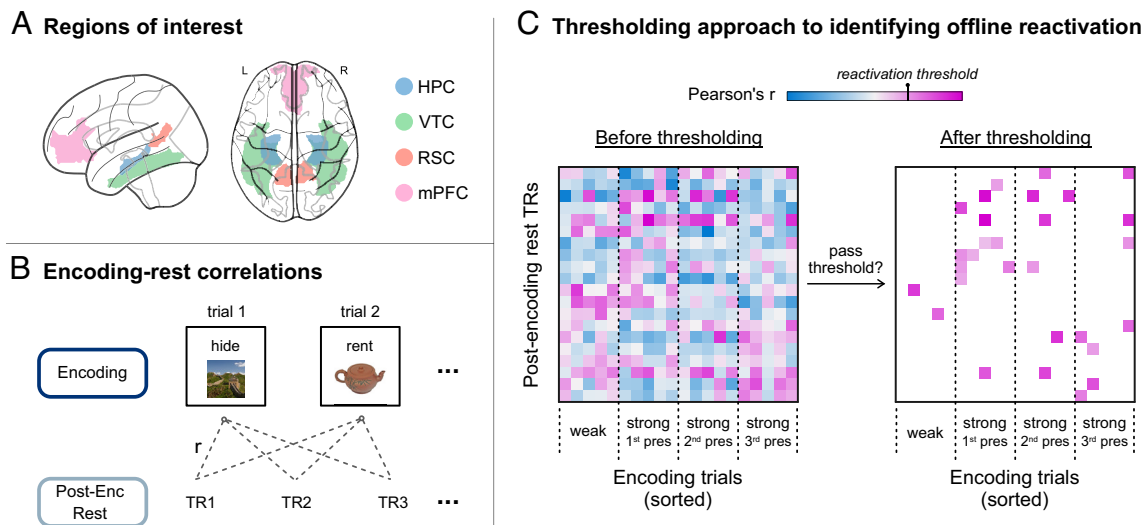 A Regions of interest
L
R
HPC
VTC
RSC
mPFC
B Encoding-rest correlations
trial 1
trial 2
hide
rent
Encoding
...
r
Post-Enc
Rest
TR1
TR2
TR3
...
C Thresholding approach to identifying offline reactivation
reactivation threshold
Pearson's r
Before thresholding
After thresholding
Post-encoding rest TRs
pass
threshold?
weak
strong
1st pres
strong
2nd pres
strong
3rd pres
Encoding trials
(sorted)
weak
strong
1st pres
strong
2nd pres
strong
3rd pres
Encoding trials
(sorted)